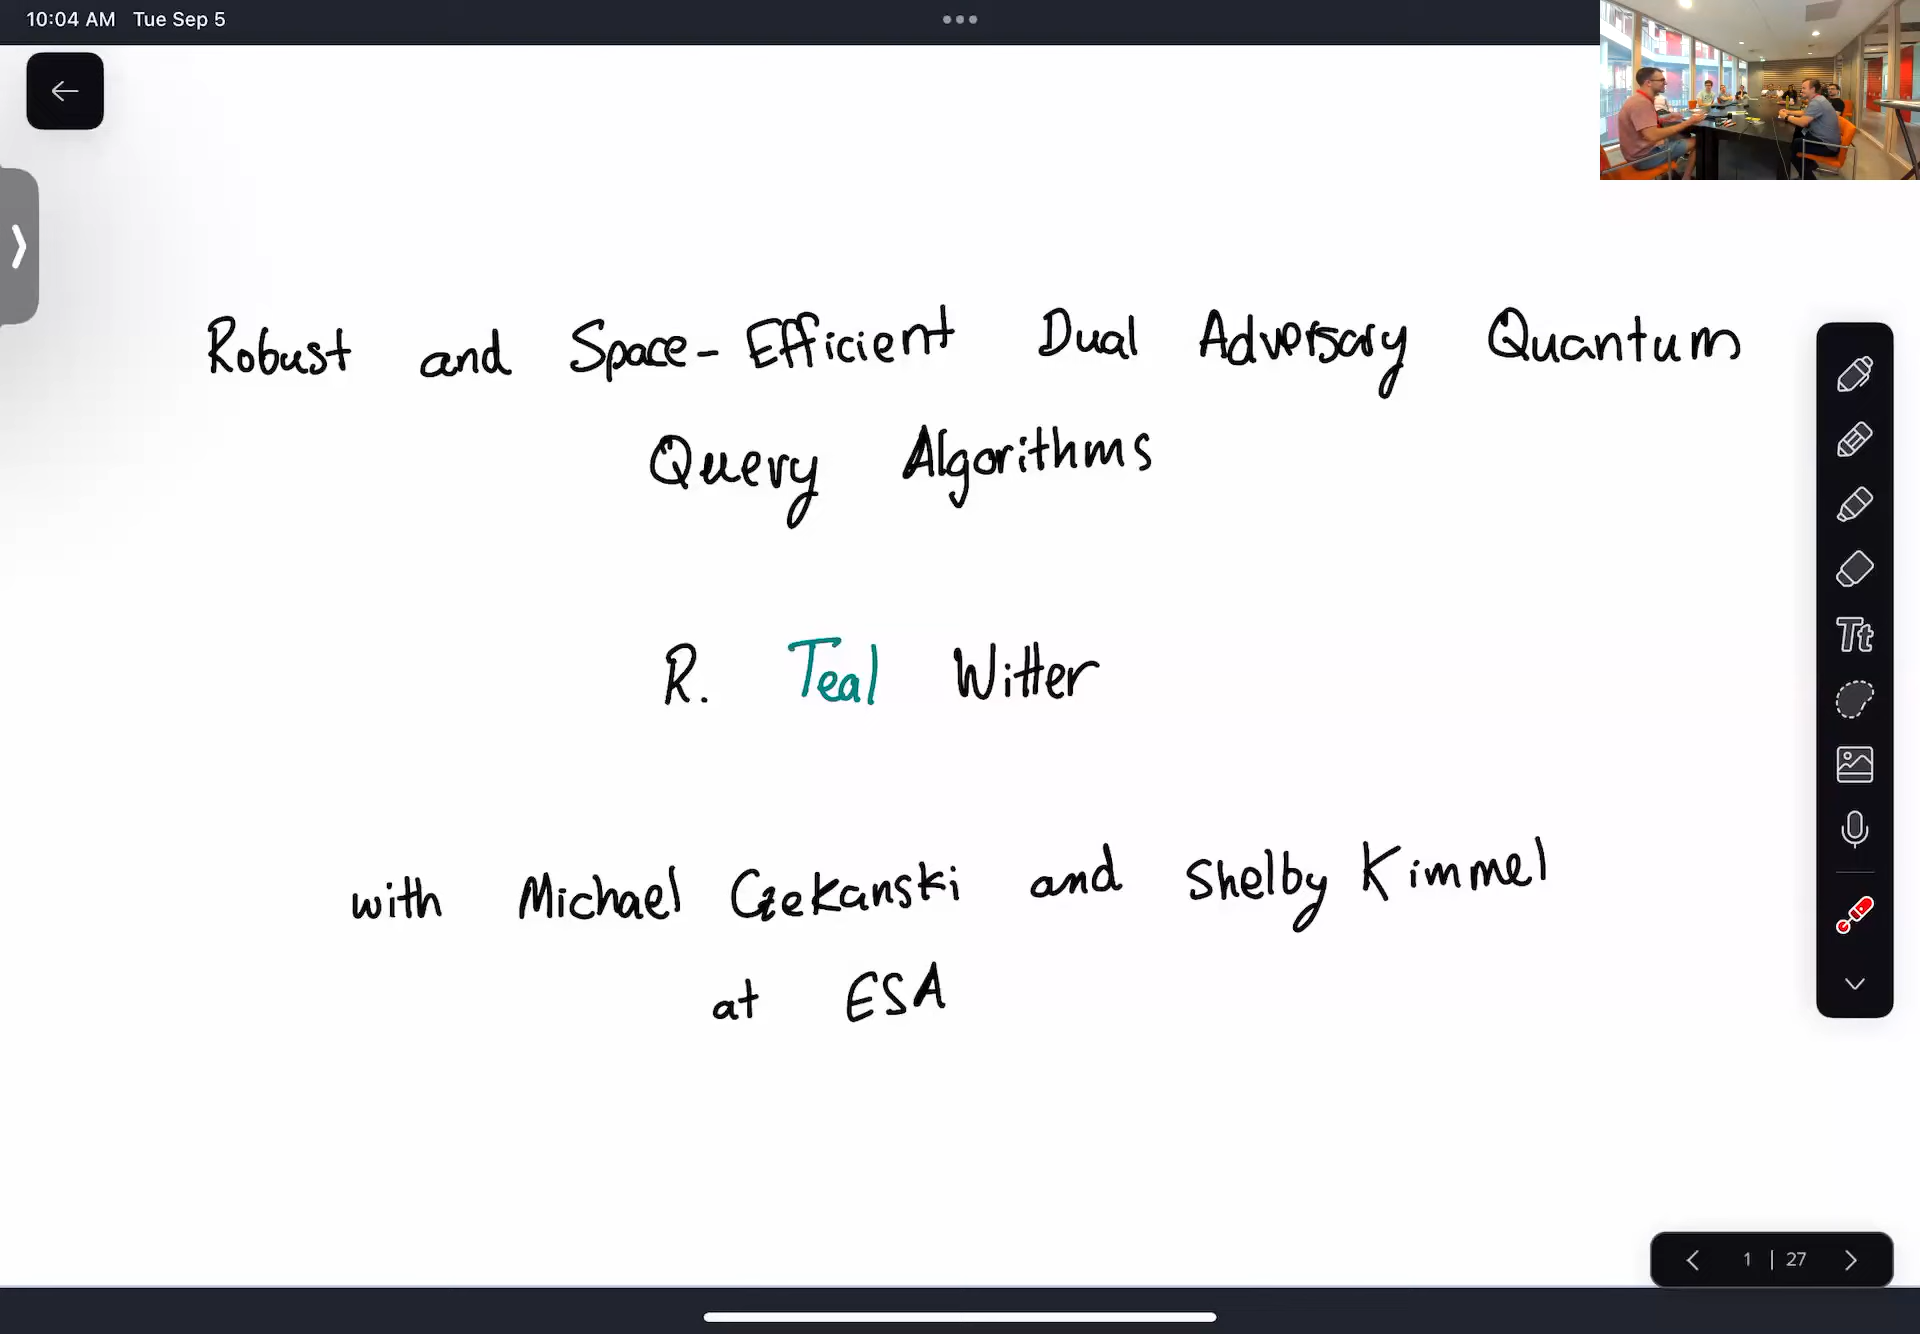 10:04 AM Tue Sep 5
Robust and Space-Efficient Dual Adversary Quantum
Query Algorithms
R. Teal Witter
with Michael Czekanski and Shelby Kimmel
at ESA
Tt
1 | 27